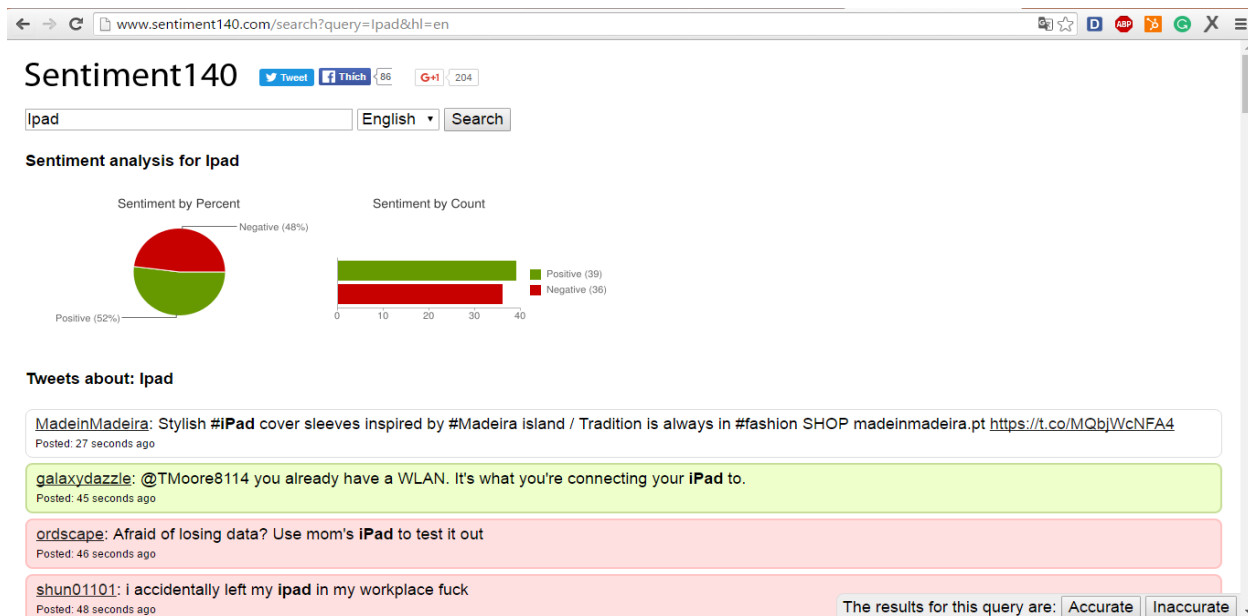 www.sentiment140.com/search?query=Ipad&hl=en
D ABP G X
Sentiment140 Tweet f Thích 86 G+1 204
Ipad English Search
Sentiment analysis for Ipad
Sentiment by Percent Sentiment by Count
Negative (48%)
Positive (52%)
Positive (39)
Negative (36)
0 10 20 30 40
Tweets about: Ipad
MadeinMadeira: Stylish #iPad cover sleeves inspired by #Madeira island / Tradition is always in #fashion SHOP madeinmadeira.pt https://t.co/MQbjWcNFA4
Posted: 27 seconds ago
galaxydazzle: @TMoore8114 you already have a WLAN. It's what you're connecting your iPad to.
Posted: 45 seconds ago
ordscape: Afraid of losing data? Use mom's iPad to test it out
Posted: 46 seconds ago
shun01101: i accidentally left my ipad in my workplace fuck
Posted: 48 seconds ago
The results for this query are: Accurate Inaccurate